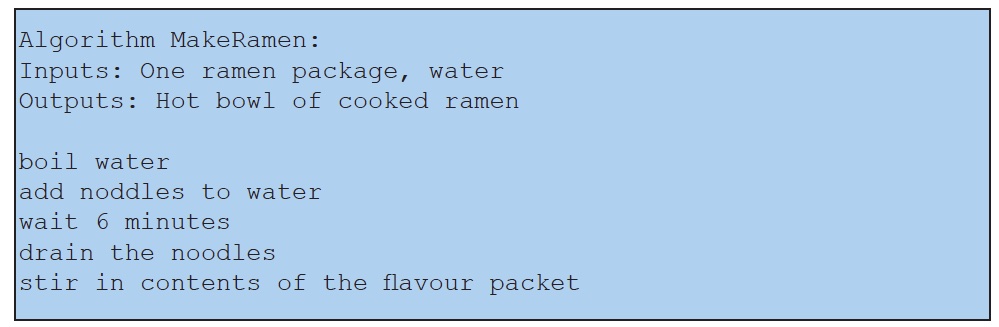 Algorithm MakeRamen:
Inputs: One ramen package, water
Outputs: Hot bowl of cooked ramen
boil water
add noddles to water
wait 6 minutes
drain the noodles
stir in contents of the flavour packet